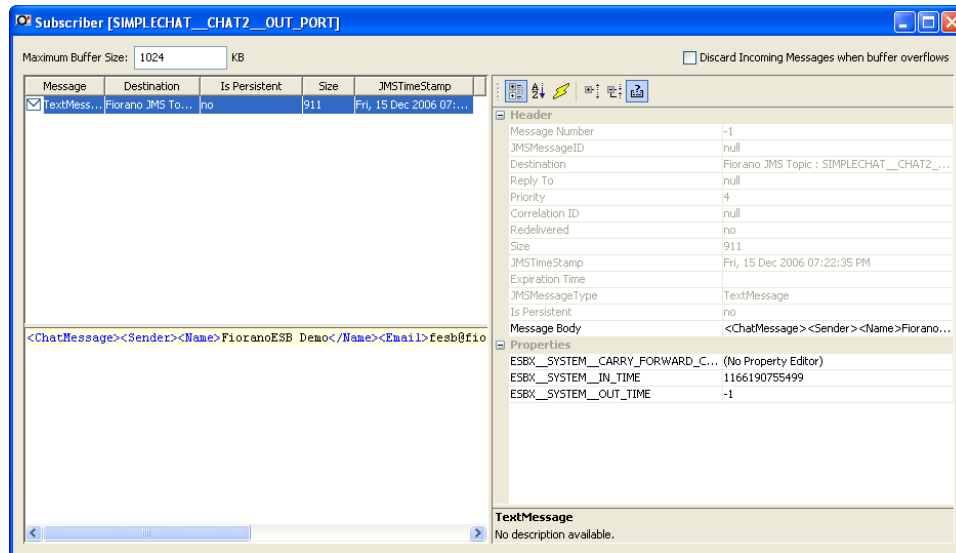 Subscriber [SIMPLECHAT__CHAT2__OUT_PORT]
Maximum Buffer Size: 1024 KB Discard Incoming Messages when buffer overflows
Message Destination Is Persistent Size JMSTimeStamp
TextMess... Fiorano JMS To... no 911 Fri, 15 Dec 2006 07:...
<ChatMessage><Sender><Name>FioranoESB Demo</Name><Email>fesb@fio
Header
Message Number -1
JMSMessageID null
Destination Fiorano JMS Topic : SIMPLECHAT__CHAT2_...
Reply To null
Priority 4
Correlation ID null
Redelivered no
Size 911
JMSTimeStamp Fri, 15 Dec 2006 07:22:35 PM
Expiration Time
JMSMessageType TextMessage
Is Persistent no
Message Body <ChatMessage><Sender><Name>Fiorano...
Properties
ESBX__SYSTEM__CARRY_FORWARD_C... (No Property Editor)
ESBX__SYSTEM__IN_TIME 1166190755499
ESBX__SYSTEM__OUT_TIME -1
TextMessage
No description available.